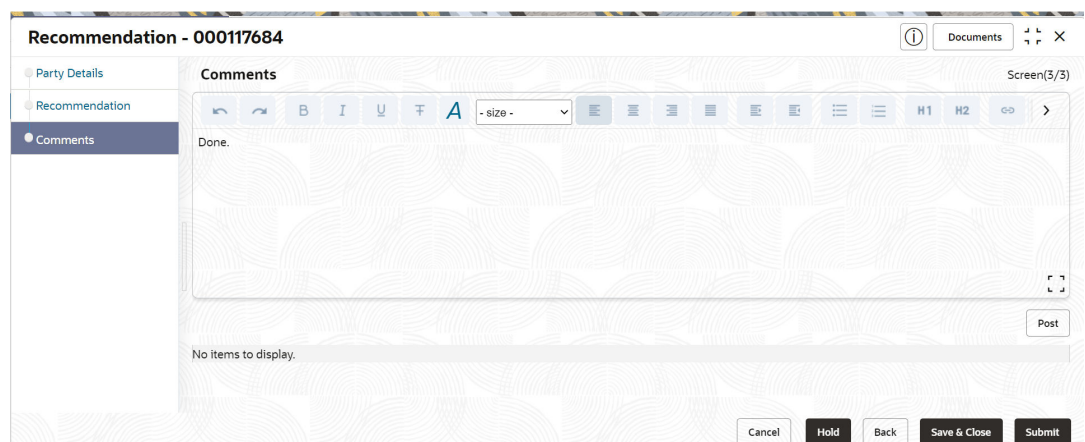 Recommendation - 000117684
Documents
Party Details
Recommendation
Comments
Comments
Screen(3/3)
B I U T A - size - H1 H2
Done.
Post
No items to display.
Cancel Hold Back Save & Close Submit